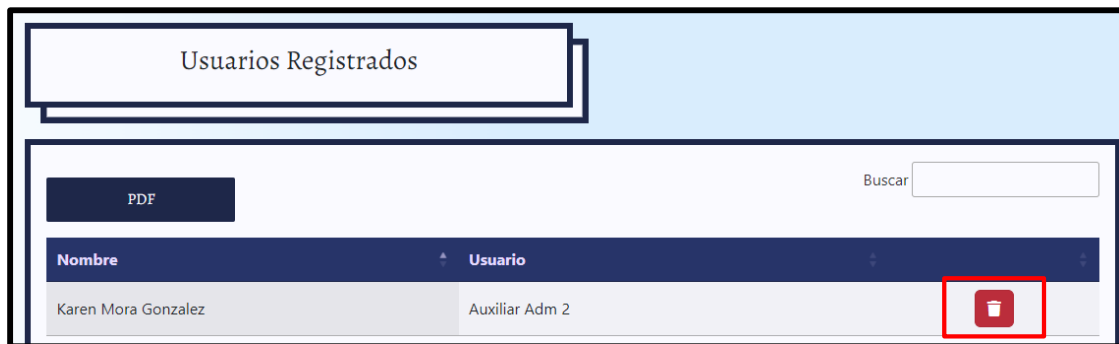 Usuarios Registrados
PDF
Buscar
Nombre Usuario
Karen Mora Gonzalez Auxiliar Adm 2